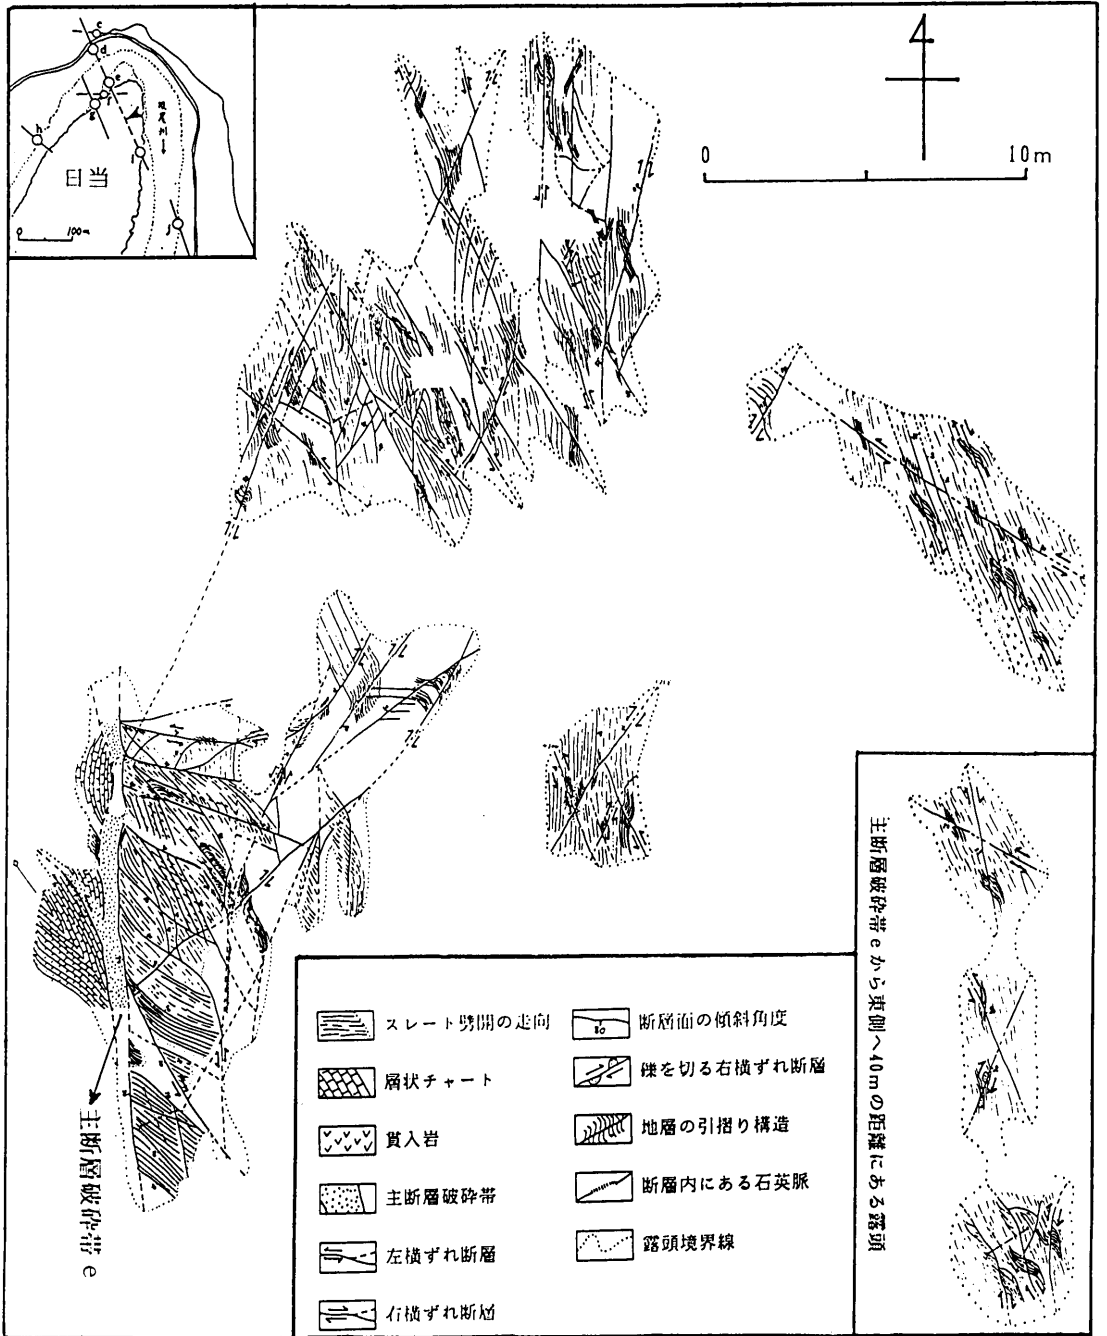 c
d
e
f
g
h
i
j
日当
0 100m
0 10m
スレート劈開の走向
層状チャート
貫入岩
主断層破砕帯
左横ずれ断層
右横ずれ断層
断層面の傾斜角度
80
礫を切る右横ずれ断層
地層の引摺り構造
断層内にある石英脈
露頭境界線
主断層破砕帯 e
主断層破砕帯 e から東側へ40mの距離にある露頭